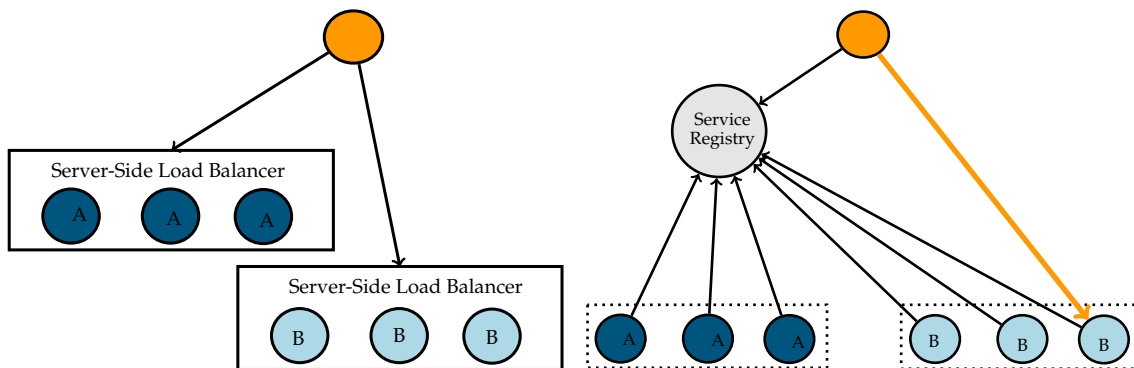 Server-Side Load Balancer
A A A
Server-Side Load Balancer
B B B
Service
Registry
A A A
B B B